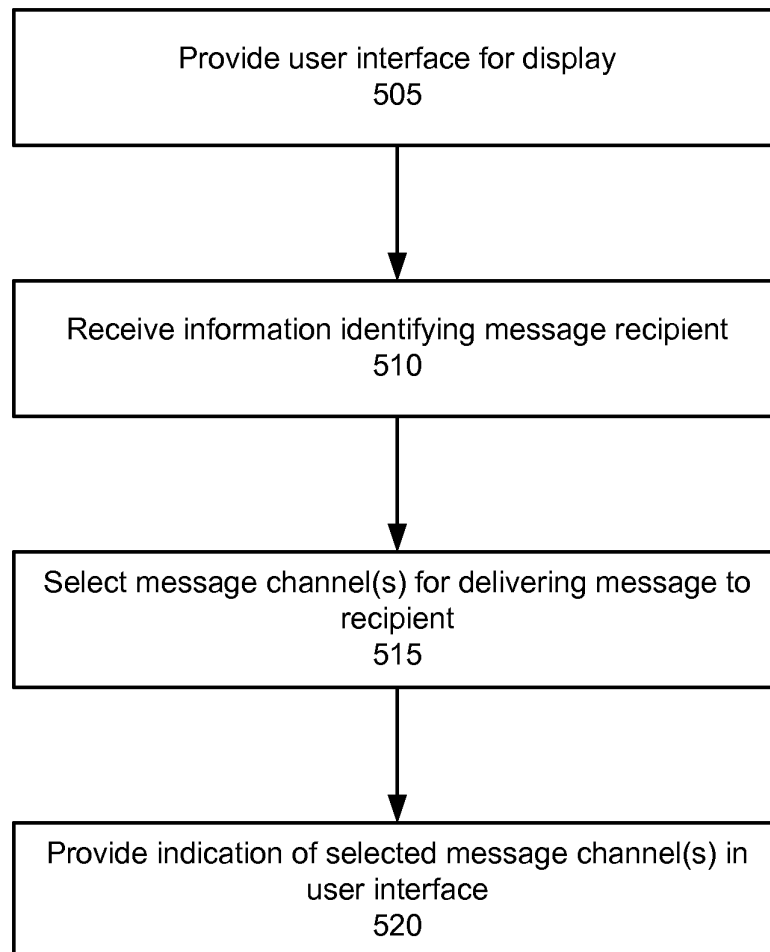 Provide user interface for display
505
Receive information identifying message recipient
510
Select message channel(s) for delivering message to
recipient
515
Provide indication of selected message channel(s) in
user interface
520